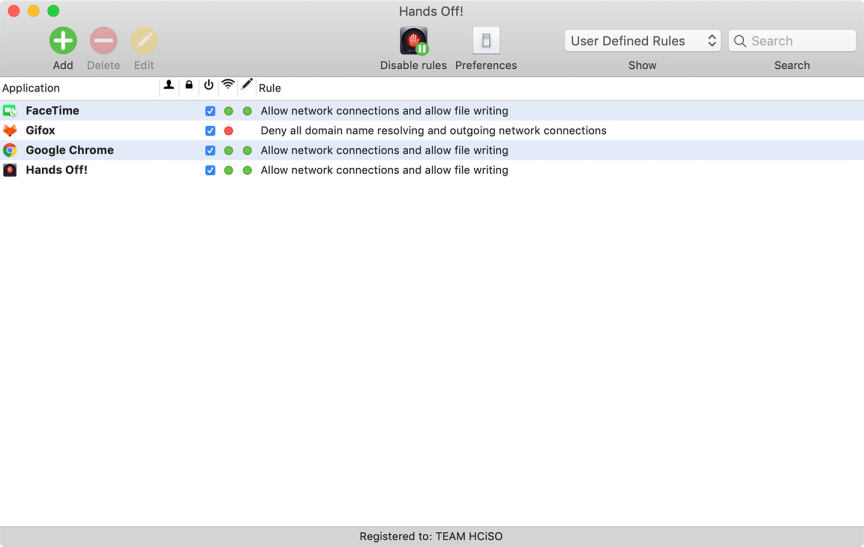 Hands Off!
Add Delete Edit Disable rules Preferences User Defined Rules Show Search Search
Application Rule
FaceTime Allow network connections and allow file writing
Gifox Deny all domain name resolving and outgoing network connections
Google Chrome Allow network connections and allow file writing
Hands Off! Allow network connections and allow file writing
Registered to: TEAM HCiSO